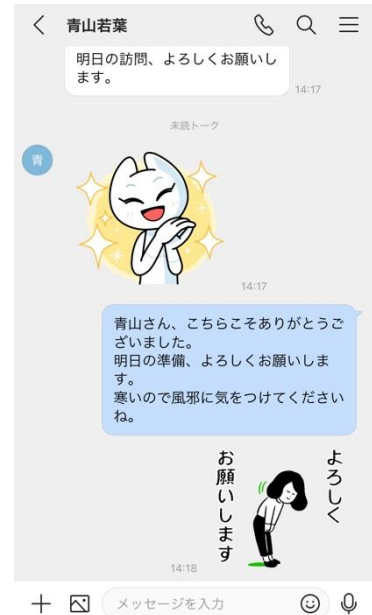 青山若葉
明日の訪問、よろしくお願いし
ます。
14:17
未読トーク
青
14:17
青山さん、こちらこそありがとうご
ざいました。
明日の準備、よろしくお願いしま
す。
寒いので風邪に気をつけてください
ね。
よろしく
お願いします
14:18
メッセージを入力